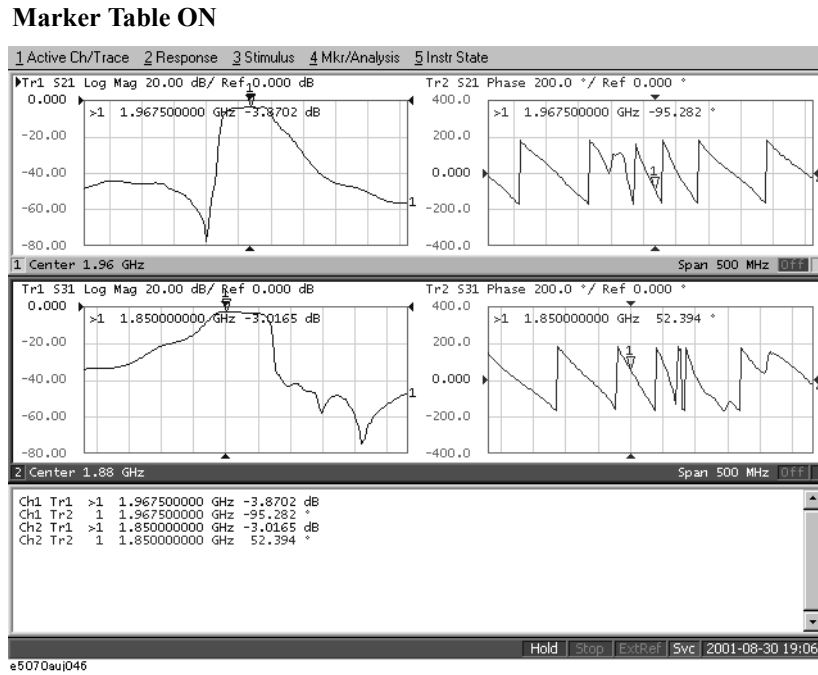 Marker Table ON
1 Active Ch/Trace 2 Response 3 Stimulus 4 Mkr/Analysis 5 Instr State
Tr1 S21 Log Mag 20.00 dB/ Ref 0.000 dB
1
0.000
>1 1.967500000 GHz -3.8702 dB
-20.00
-40.00
-60.00
-80.00
1
Tr2 S21 Phase 200.0 °/ Ref 0.000 °
400.0
>1 1.967500000 GHz -95.282 °
200.0
0.000
1
-200.0
-400.0
1 Center 1.96 GHz Span 500 MHz Off
Tr1 S31 Log Mag 20.00 dB/ Ref 0.000 dB
1
0.000
>1 1.850000000 GHz -3.0165 dB
-20.00
-40.00
-60.00
-80.00
1
Tr2 S31 Phase 200.0 °/ Ref 0.000 °
400.0
>1 1.850000000 GHz 52.394 °
200.0
1
0.000
-200.0
-400.0
2 Center 1.88 GHz Span 500 MHz Off
Ch1 Tr1 >1 1.967500000 GHz -3.8702 dB
Ch1 Tr2 1 1.967500000 GHz -95.282 °
Ch2 Tr1 >1 1.850000000 GHz -3.0165 dB
Ch2 Tr2 1 1.850000000 GHz 52.394 °
Hold Stop ExtRef Svc 2001-08-30 19:06
e5070auj046